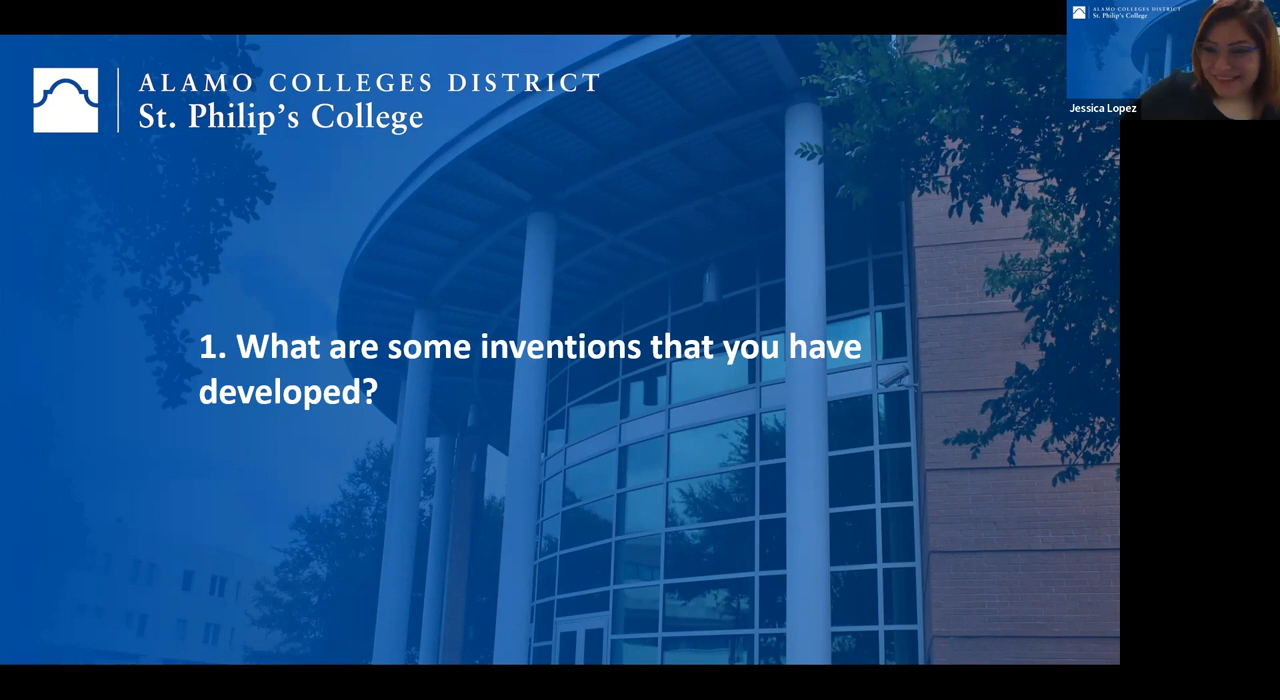 ALAMO COLLEGES DISTRICT
St. Philip's College
1. What are some inventions that you have
developed?
ALAMO COLLEGES DISTRICT
St. Philip's College
Jessica Lopez